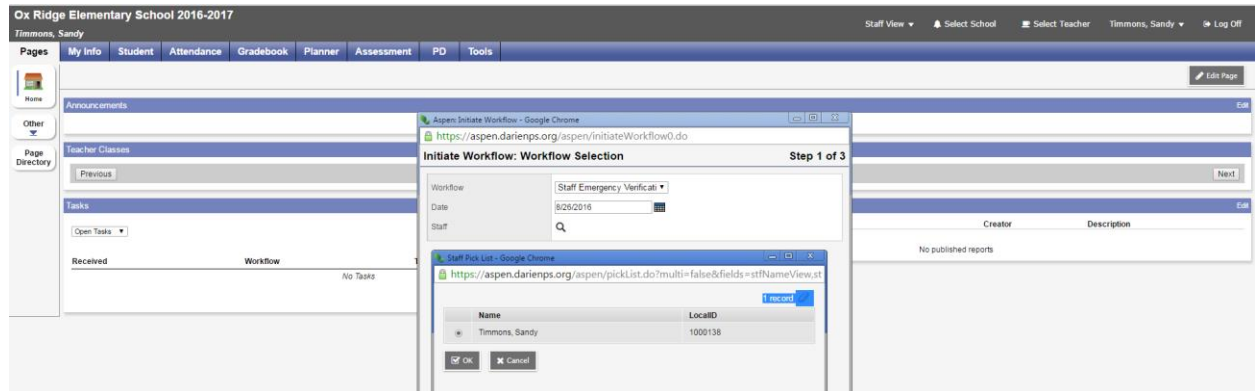 Ox Ridge Elementary School 2016-2017
Timmons, Sandy
Staff View Select School Select Teacher Timmons, Sandy Log Off
Pages My Info Student Attendance Gradebook Planner Assessment PD Tools
Home
Other
Page Directory
Edit Page
Announcements Edit
Teacher Classes
Previous Next
Tasks Edit
Open Tasks
Received Workflow T
No Tasks
Creator Description
No published reports
Aspen: Initiate Workflow - Google Chrome
https://aspen.darienps.org/aspen/initiateWorkflow0.do
Initiate Workflow: Workflow Selection Step 1 of 3
Workflow Staff Emergency Verificati
Date 8/26/2016
Staff
Staff Pick List - Google Chrome
https://aspen.darienps.org/aspen/pickList.do?multi=false&fields=stfNameView,st
1 record
Name LocalID
Timmons, Sandy 1000138
OK Cancel